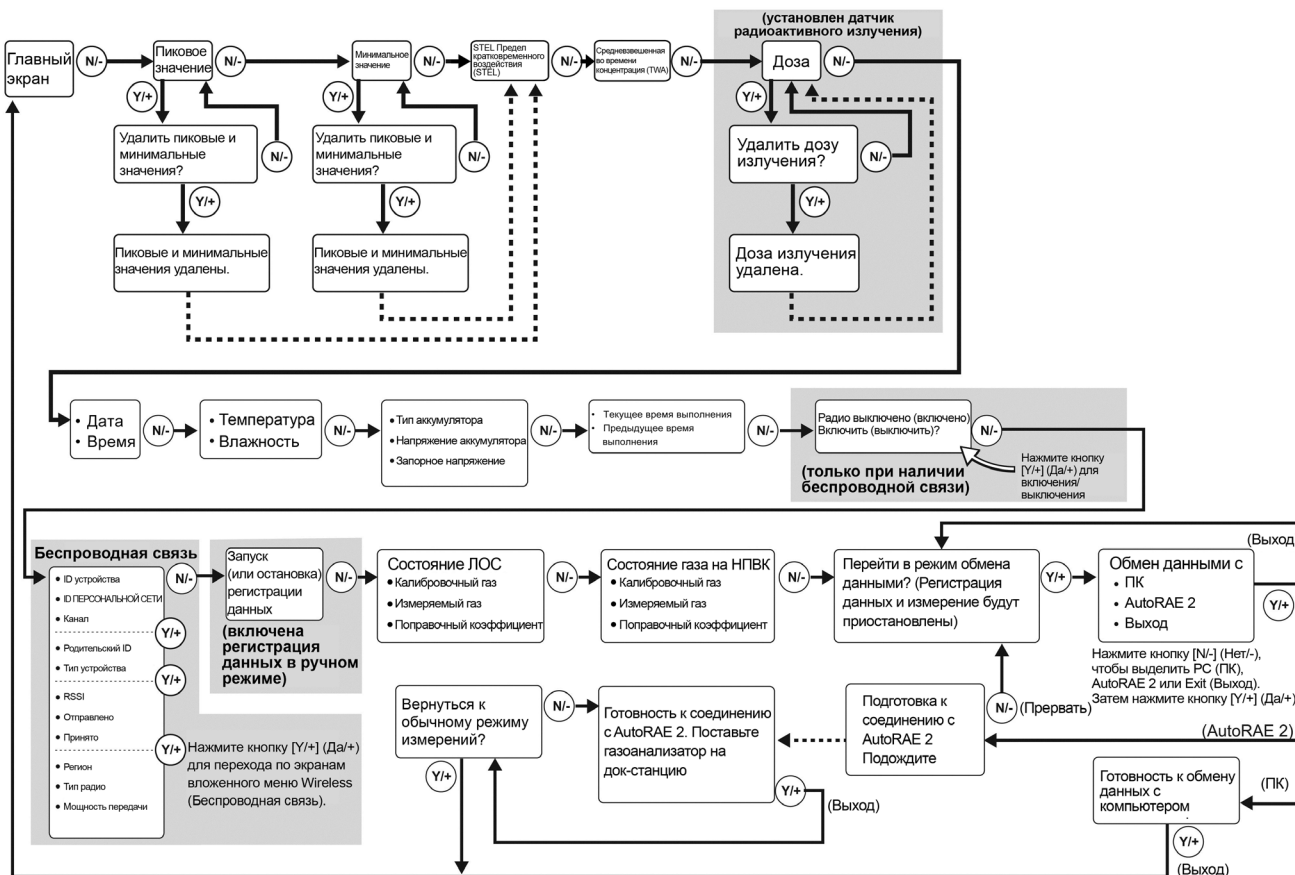 (установлен датчик
радиоактивного излучения)
Главный
экран
N/-
Пиковое
значение
N/-
Минимальное
значение
N/-
STEL Предел
кратковременного
воздействия
(STEL)
N/-
Средневзвешенная
во времени
концентрация (TWA)
N/-
Доза
N/-
Y/+
Y/+
Y/+
Удалить пиковые и
минимальные
значения?
N/-
Удалить пиковые и
минимальные
значения?
N/-
Удалить дозу
излучения?
N/-
Y/+
Y/+
Y/+
Пиковые и минимальные
значения удалены.
Пиковые и минимальные
значения удалены.
Доза излучения
удалена.
• Дата
• Время
N/-
• Температура
• Влажность
N/-
• Тип аккумулятора
• Напряжение аккумулятора
• Запорное напряжение
N/-
• Текущее время выполнения
• Предыдущее время
выполнения
N/-
Радио выключено (включено)
Включить (выключить)?
N/-
(только при наличии
беспроводной связи)
Нажмите кнопку
[Y/+] (Да/+) для
включения/
выключения
Беспроводная связь
• ID устройства
• ID ПЕРСОНАЛЬНОЙ СЕТИ
• Канал
Y/+
• Родительский ID
• Тип устройства
Y/+
• RSSI
• Отправлено
• Принято
Y/+
• Регион
• Тип радио
• Мощность передачи
N/-
Нажмите кнопку [Y/+] (Да/+)
для перехода по экранам
вложенного меню Wireless
(Беспроводная связь).
Запуск
(или остановка)
регистрации
данных
N/-
(включена
регистрация
данных в ручном
режиме)
Состояние ЛОС
• Калибровочный газ
• Измеряемый газ
• Поправочный коэффициент
N/-
Состояние газа на НПВК
• Калибровочный газ
• Измеряемый газ
• Поправочный коэффициент
N/-
Перейти в режим обмена
данными? (Регистрация
данных и измерение будут
приостановлены)
Y/+
Обмен данными с
• ПК
• AutoRAE 2
• Выход
(Выход
Y/+
Нажмите кнопку [N/-] (Нет/-),
чтобы выделить PC (ПК),
AutoRAE 2 или Exit (Выход).
Затем нажмите кнопку [Y/+] (Да/+)
Вернуться к
обычному режиму
измерений?
N/-
Y/+
Готовность к соединению
с AutoRAE 2. Поставьте
газоанализатор на
док-станцию
Y/+
(Выход)
Подготовка к
соединению с
AutoRAE 2
Подождите
N/-
(Прервать)
(AutoRAE 2)
Готовность к обмену
данных с
компьютером
.
(ПК)
Y/+
(Выход)